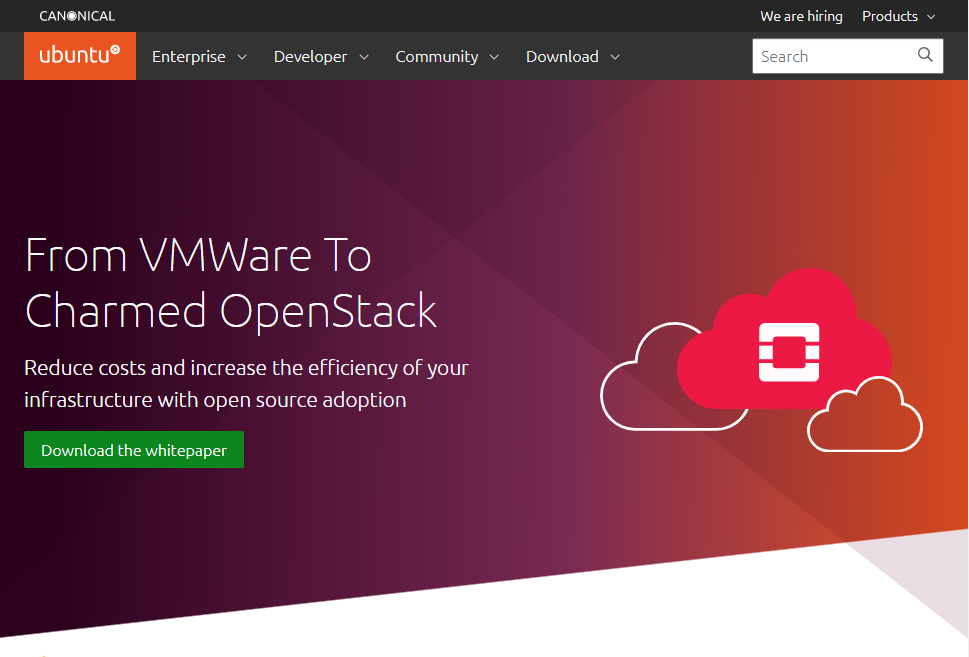 CANONICAL
We are hiring
Products
ubuntu
Enterprise
Developer
Community
Download
Search
From VMWare To
Charmed OpenStack
Reduce costs and increase the efficiency of your
infrastructure with open source adoption
Download the whitepaper